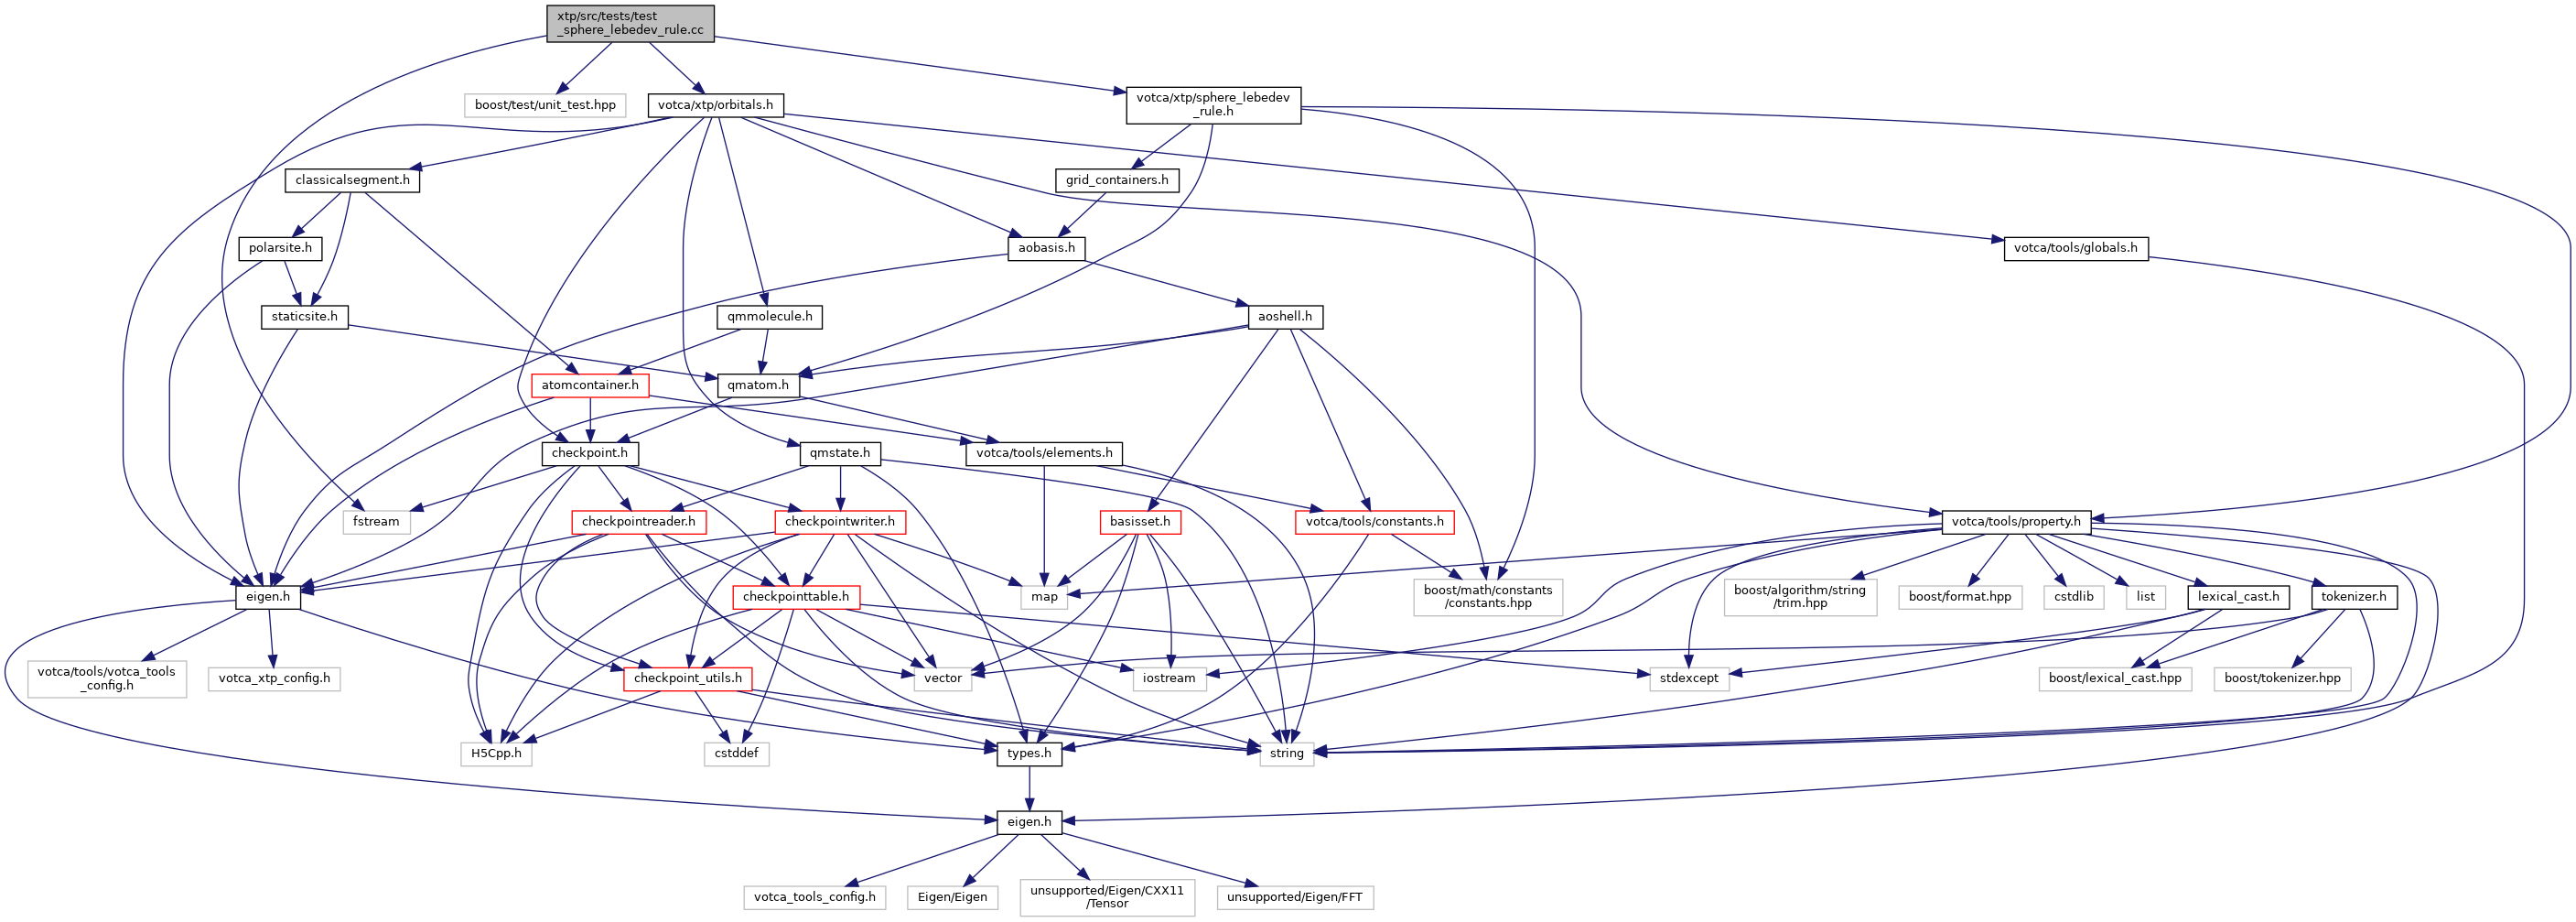 xtp/src/tests/test
_sphere_lebedev_rule.cc
boost/test/unit_test.hpp
votca/xtp/orbitals.h
votca/xtp/sphere_lebedev
_rule.h
classicalsegment.h
grid_containers.h
polarsite.h
aobasis.h
votca/tools/globals.h
staticsite.h
qmmolecule.h
aoshell.h
atomcontainer.h
qmatom.h
checkpoint.h
qmstate.h
votca/tools/elements.h
fstream
checkpointreader.h
checkpointwriter.h
basisset.h
votca/tools/constants.h
votca/tools/property.h
eigen.h
checkpointtable.h
map
boost/math/constants
/constants.hpp
boost/algorithm/string
/trim.hpp
boost/format.hpp
cstdlib
list
lexical_cast.h
tokenizer.h
votca/tools/votca_tools
_config.h
votca_xtp_config.h
checkpoint_utils.h
vector
iostream
stdexcept
boost/lexical_cast.hpp
boost/tokenizer.hpp
H5Cpp.h
cstddef
types.h
string
eigen.h
votca_tools_config.h
Eigen/Eigen
unsupported/Eigen/CXX11
/Tensor
unsupported/Eigen/FFT